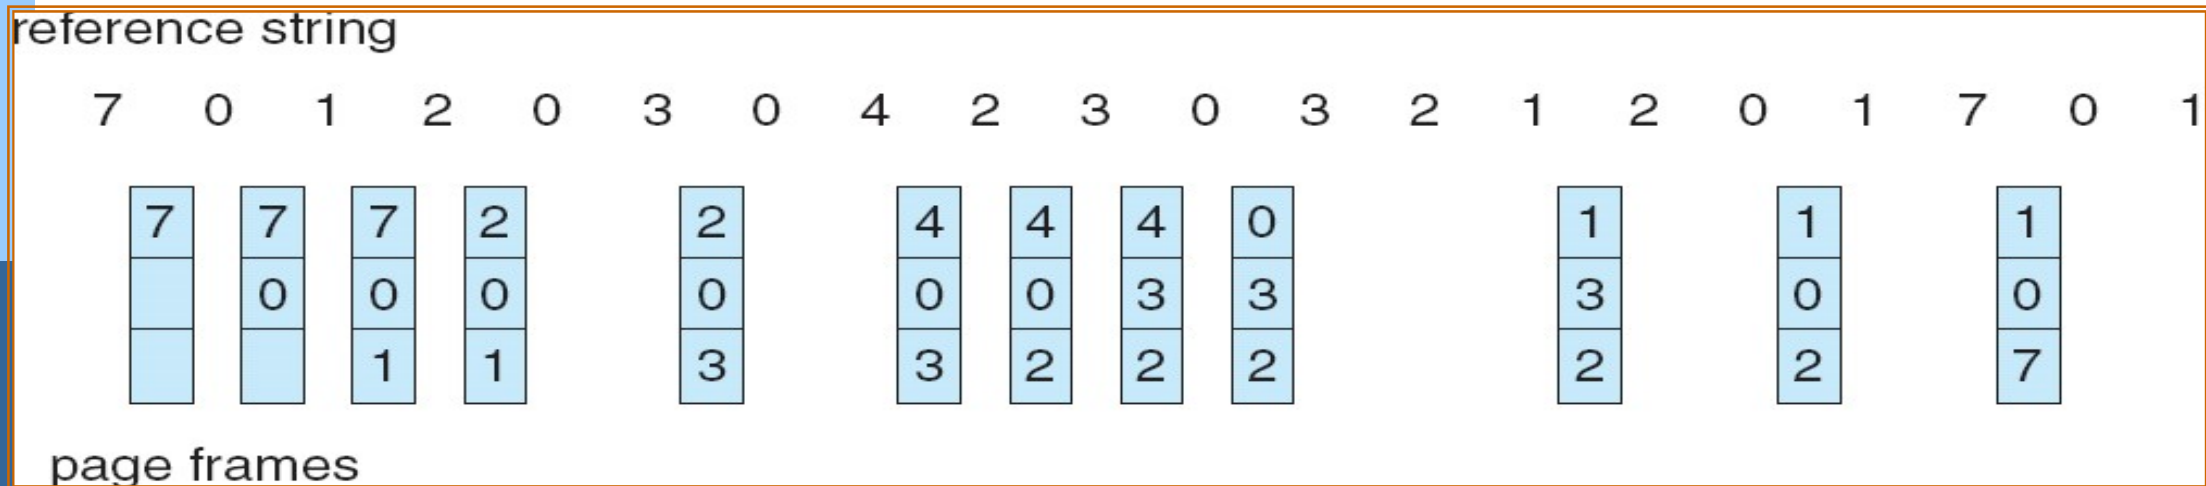 reference string
7 0 1 2 0 3 0 4 2 3 0 3 2 1 2 0 1 7 0 1
7 7 7 2 2 4 4 4 0 1 1 1
0 0 0 0 0 0 3 3 3 0 0
1 1 3 3 2 2 2 2 2 7
page frames